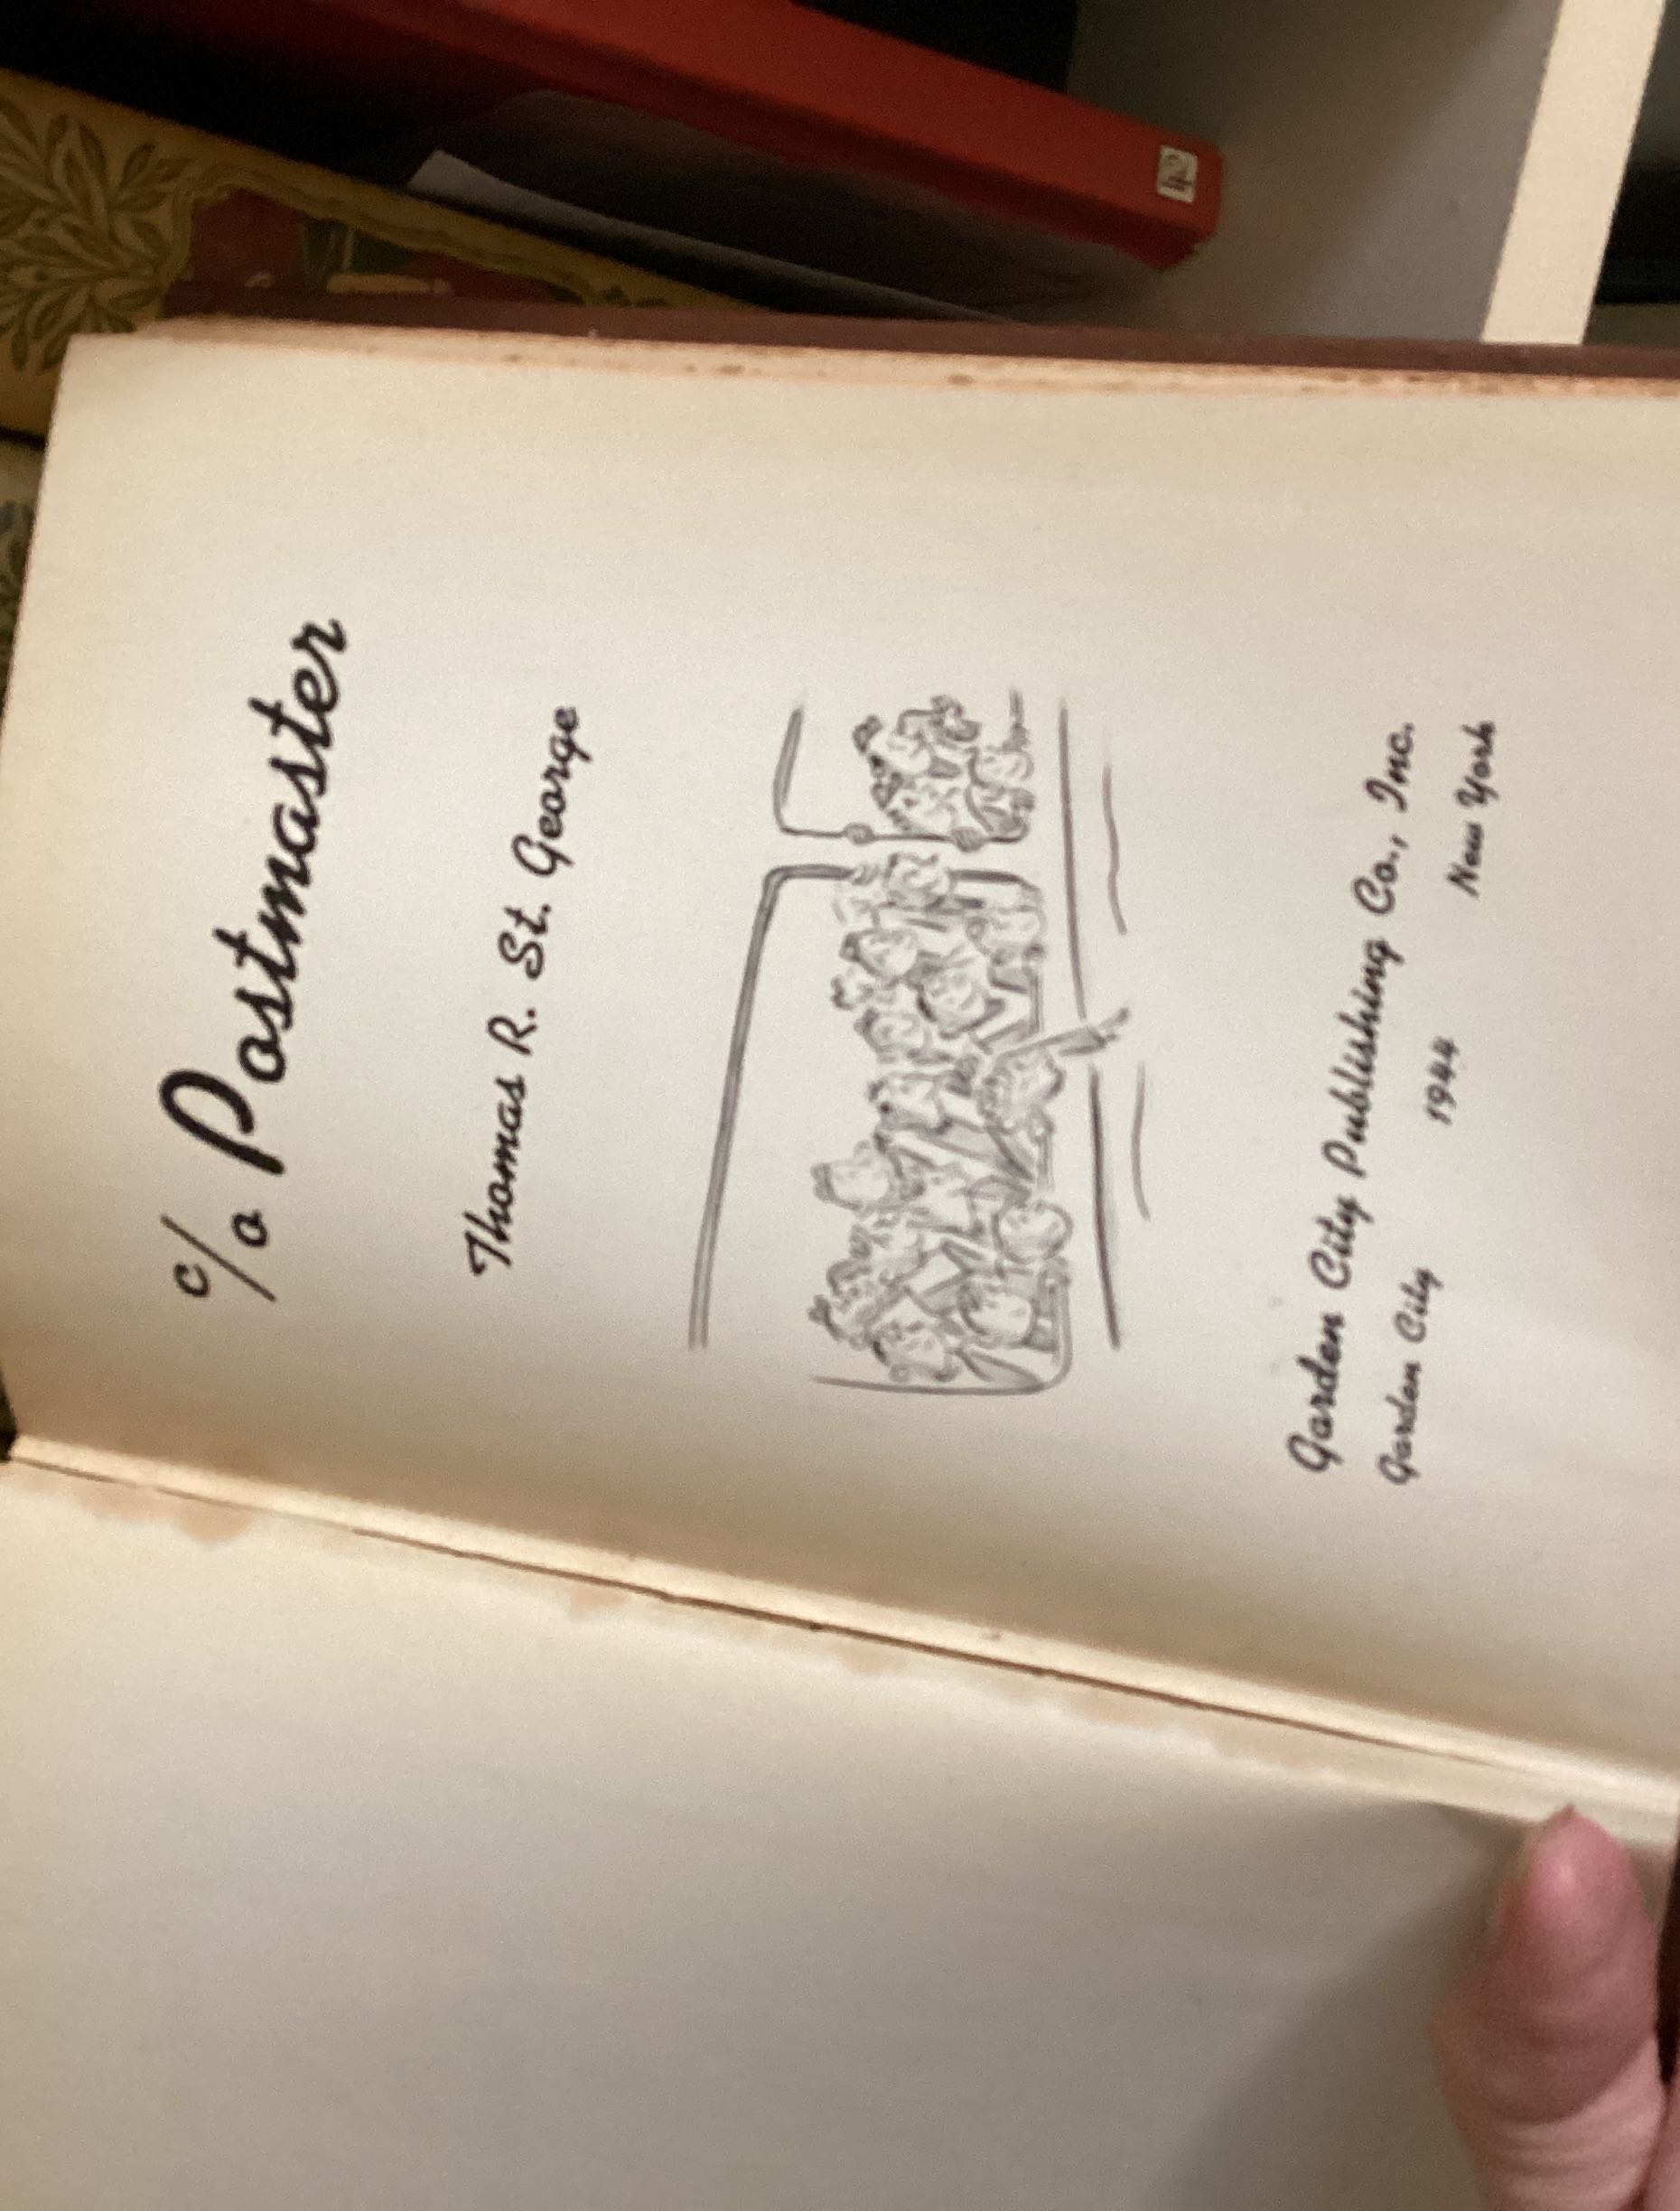 c/o Postmaster
Thomas R. St. George
Garden City Publishing Co., Inc.
Garden City 1944 New York